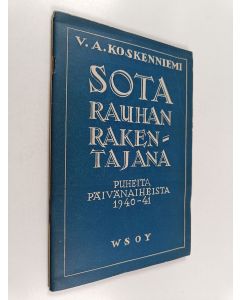 V. A. KOSKENNIEMI
SOTA
RAUHAN
RAKEN-
TAJANA
PUHEITA
PÄIVÄNAIHEISTA
1940-41
WSOY